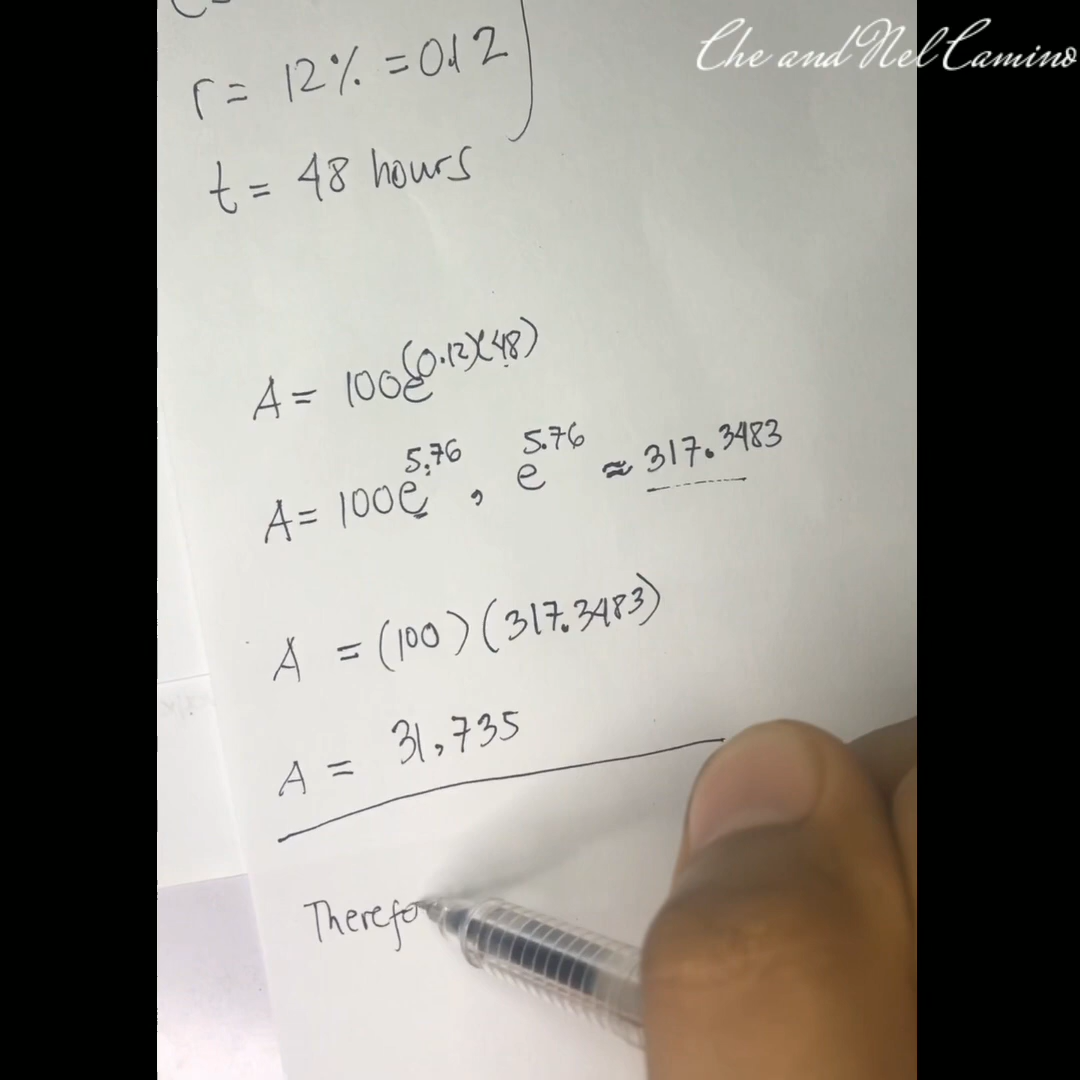 Che and Nel Camino
r = 12% = 0.12
t = 48 hours
A = 100e^(0.12)(48)
A = 100e^5.76 , e^5.76 ≈ 317.3483
A = (100)(317.3483)
A = 31,735
Therefo